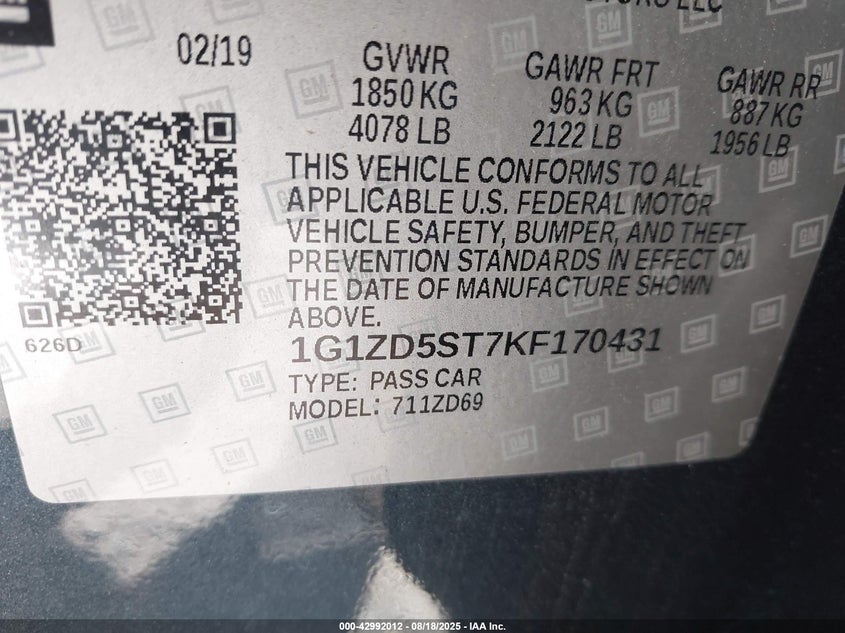 02/19
GVWR
1850 KG
4078 LB
GAWR FRT
963 KG
2122 LB
GAWR RR
887 KG
1956 LB
THIS VEHICLE CONFORMS TO ALL
APPLICABLE U.S. FEDERAL MOTOR
VEHICLE SAFETY, BUMPER, AND THEFT
PREVENTION STANDARDS IN EFFECT ON
THE DATE OF MANUFACTURE SHOWN
ABOVE.
626D
1G1ZD5ST7KF170431
TYPE: PASS CAR
MODEL: 711ZD69
GM
000-42992012 - 08/18/2025 - IAA Inc.